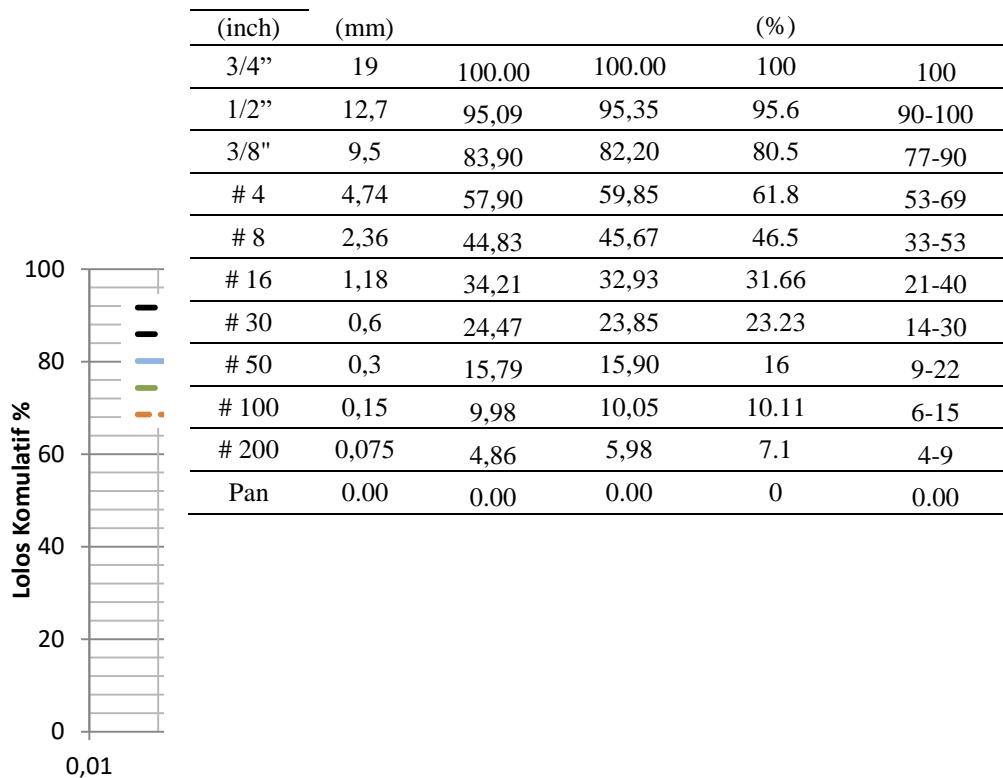 (inch) (mm) (%)
3/4” 19 100.00 100.00 100 100
1/2” 12,7 95,09 95,35 95.6 90-100
3/8" 9,5 83,90 82,20 80.5 77-90
# 4 4,74 57,90 59,85 61.8 53-69
# 8 2,36 44,83 45,67 46.5 33-53
# 16 1,18 34,21 32,93 31.66 21-40
# 30 0,6 24,47 23,85 23.23 14-30
# 50 0,3 15,79 15,90 16 9-22
# 100 0,15 9,98 10,05 10.11 6-15
# 200 0,075 4,86 5,98 7.1 4-9
Pan 0.00 0.00 0.00 0 0.00
Lolos Komulatif %
100
80
60
40
20
0
0,01